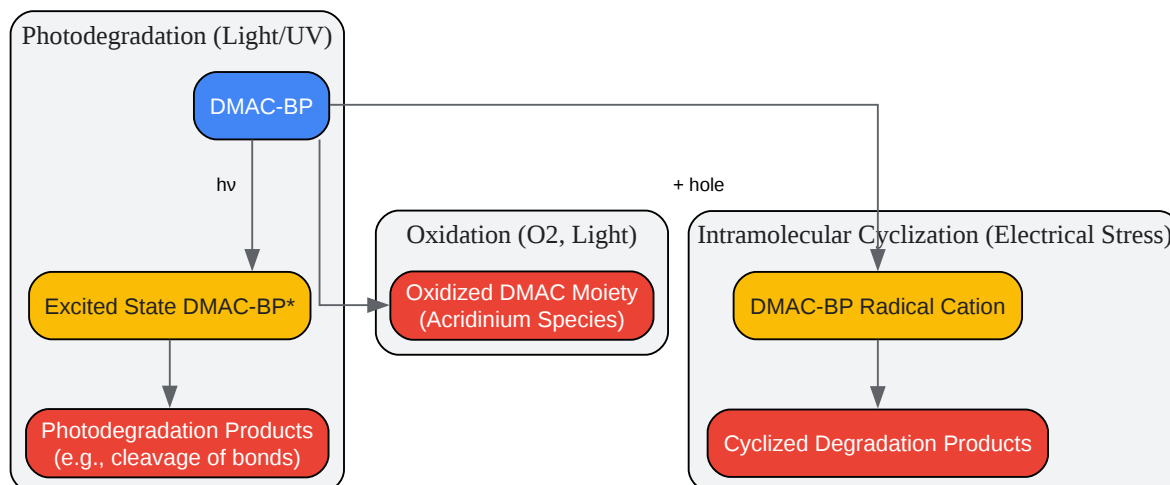 Photodegradation (Light/UV)
DMAC-BP
hν
+ hole
Oxidation (O2, Light)
Intramolecular Cyclization (Electrical Stress)
Excited State DMAC-BP*
Oxidized DMAC Moiety
(Acridinium Species)
DMAC-BP Radical Cation
Photodegradation Products
(e.g., cleavage of bonds)
Cyclized Degradation Products